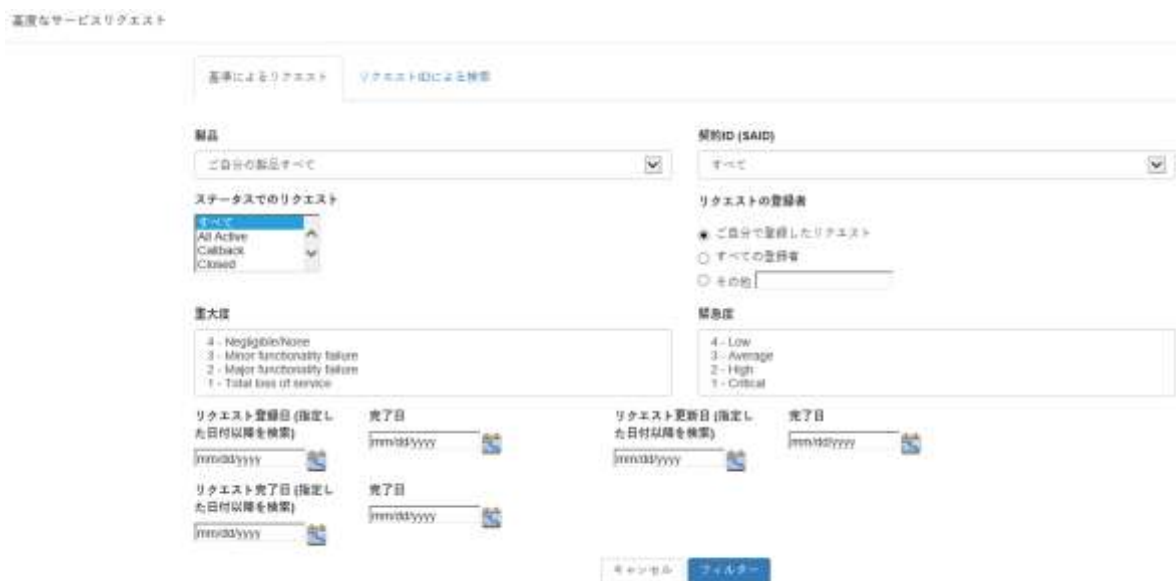 高度なサービスリクエスト
基準によるリクエスト リクエストIDによる検索
製品 契約ID (SAID)
ご自分の製品すべて すべて
ステータスでのリクエスト リクエストの登録者
すべて
All Active
Callback
Closed
ご自分で登録したリクエスト
すべての登録者
その他
重大度 緊急度
4 - Negligible/None
3 - Minor functionality failure
2 - Major functionality failure
1 - Total loss of service
4 - Low
3 - Average
2 - High
1 - Critical
リクエスト登録日 (指定し
た日付以降を検索)
mm/dd/yyyy
完了日
mm/dd/yyyy
リクエスト更新日 (指定し
た日付以降を検索)
mm/dd/yyyy
完了日
mm/dd/yyyy
リクエスト完了日 (指定し
た日付以降を検索)
mm/dd/yyyy
完了日
mm/dd/yyyy
キャンセル フィルター